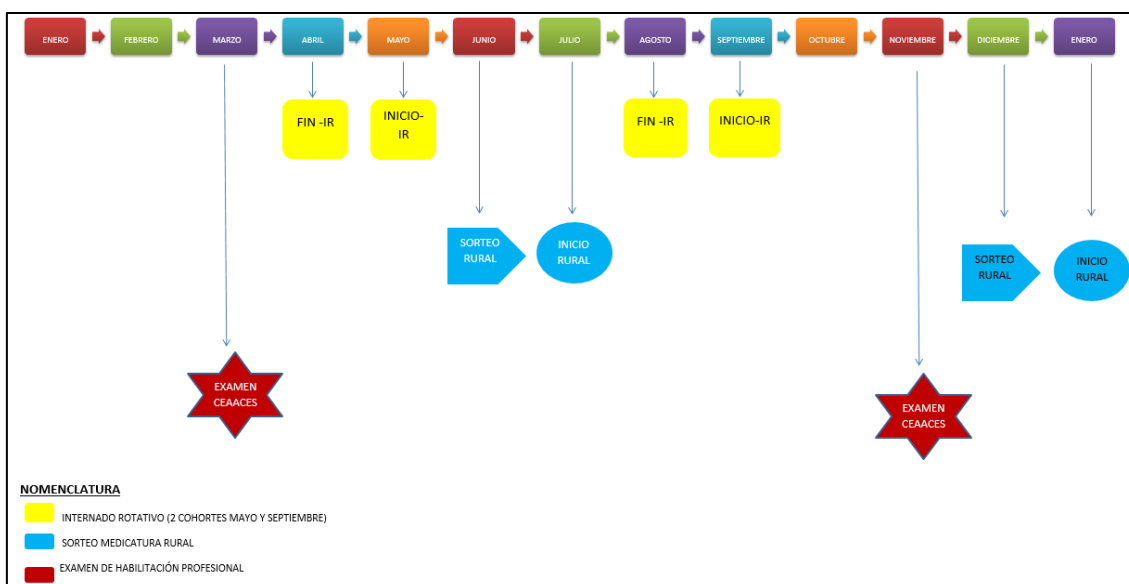 ENERO
FEBRERO
MARZO
ABRIL
MAYO
JUNIO
JULIO
AGOSTO
SEPTIEMBRE
OCTUBRE
NOVIEMBRE
DICIEMBRE
ENERO
FIN -IR
INICIO-
IR
FIN -IR
INICIO-IR
SORTEO
RURAL
INICIO
RURAL
SORTEO
RURAL
INICIO
RURAL
EXAMEN
CEAACES
EXAMEN
CEAACES
NOMENCLATURA
INTERNADO ROTATIVO (2 COHORTES MAYO Y SEPTIEMBRE)
SORTEO MEDICATURA RURAL
EXAMEN DE HABILITACIÓN PROFESIONAL